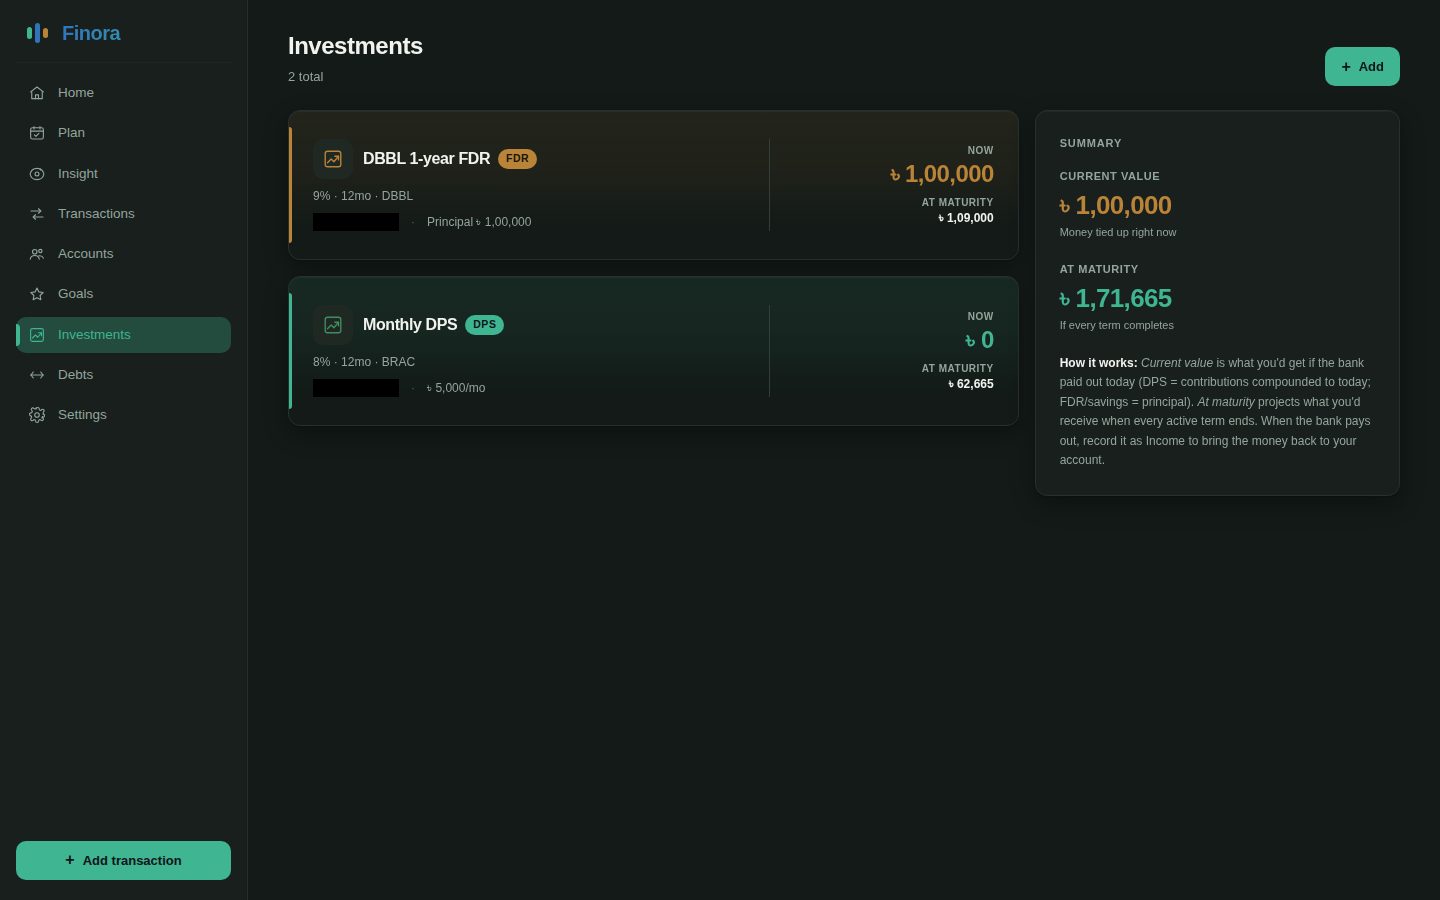 Finora
Home
Plan
Insight
Transactions
Accounts
Goals
Investments
Debts
Settings
+ Add transaction
Investments
2 total
+ Add
DBBL 1-year FDR FDR
9% · 12mo · DBBL
· Principal ৳ 1,00,000
NOW
৳ 1,00,000
AT MATURITY
৳ 1,09,000
Monthly DPS DPS
8% · 12mo · BRAC
· ৳ 5,000/mo
NOW
৳ 0
AT MATURITY
৳ 62,665
SUMMARY
CURRENT VALUE
৳ 1,00,000
Money tied up right now
AT MATURITY
৳ 1,71,665
If every term completes
How it works: Current value is what you'd get if the bank
paid out today (DPS = contributions compounded to today;
FDR/savings = principal). At maturity projects what you'd
receive when every active term ends. When the bank pays
out, record it as Income to bring the money back to your
account.